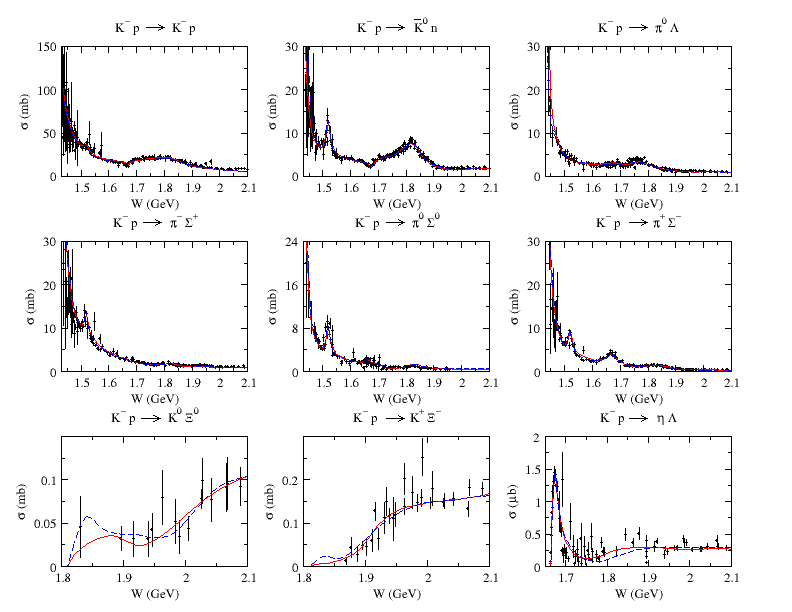 K⁻ p → K⁻ p
K⁻ p → K̅⁰ n
K⁻ p → π⁰ Λ
150
100
50
0
σ (mb)
1.5 1.6 1.7 1.8 1.9 2 2.1
W (GeV)
30
20
10
0
σ (mb)
1.5 1.6 1.7 1.8 1.9 2 2.1
W (GeV)
30
20
10
0
σ (mb)
1.5 1.6 1.7 1.8 1.9 2 2.1
W (GeV)
K⁻ p → π⁻ Σ⁺
K⁻ p → π⁰ Σ⁰
K⁻ p → π⁺ Σ⁻
30
20
10
0
σ (mb)
1.5 1.6 1.7 1.8 1.9 2 2.1
W (GeV)
24
16
8
0
σ (mb)
1.5 1.6 1.7 1.8 1.9 2 2.1
W (GeV)
30
20
10
0
σ (mb)
1.5 1.6 1.7 1.8 1.9 2 2.1
W (GeV)
K⁻ p → K⁰ Ξ⁰
K⁻ p → K⁺ Ξ⁻
K⁻ p → η Λ
0.1
0.05
0
σ (mb)
1.8 1.9 2 2.1
W (GeV)
0.2
0.1
0
σ (mb)
1.8 1.9 2 2.1
W (GeV)
2
1.5
1
0.5
0
σ (μb)
1.7 1.8 1.9 2 2.1
W (GeV)